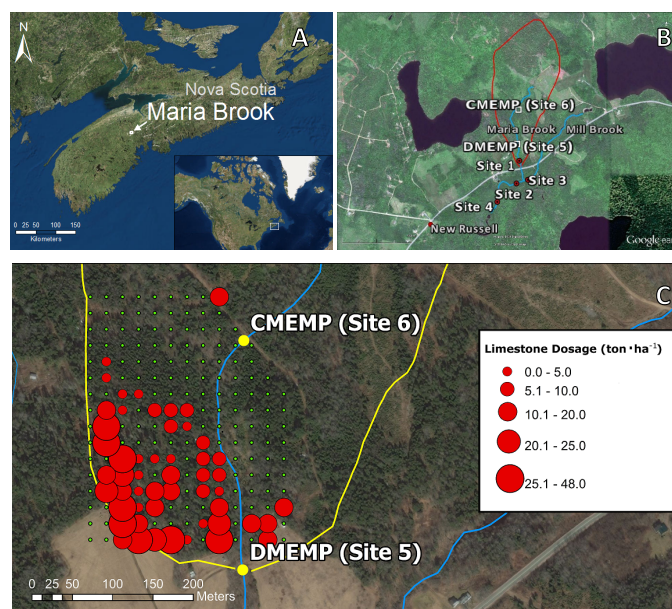 N
A
Nova Scotia
Maria Brook
0 25 50 100 150
Kilometers
B
CMEMP (Site 6)
Maria Brook Mill Brook
DMEMP (Site 5)
Site 1
Site 3
Site 2
Site 4
New Russell
Google ea
C
CMEMP (Site 6)
Limestone Dosage (ton·ha⁻¹)
0.0 - 5.0
5.1 - 10.0
10.1 - 20.0
20.1 - 25.0
25.1 - 48.0
DMEMP (Site 5)
0 25 50 100 150 200
Meters